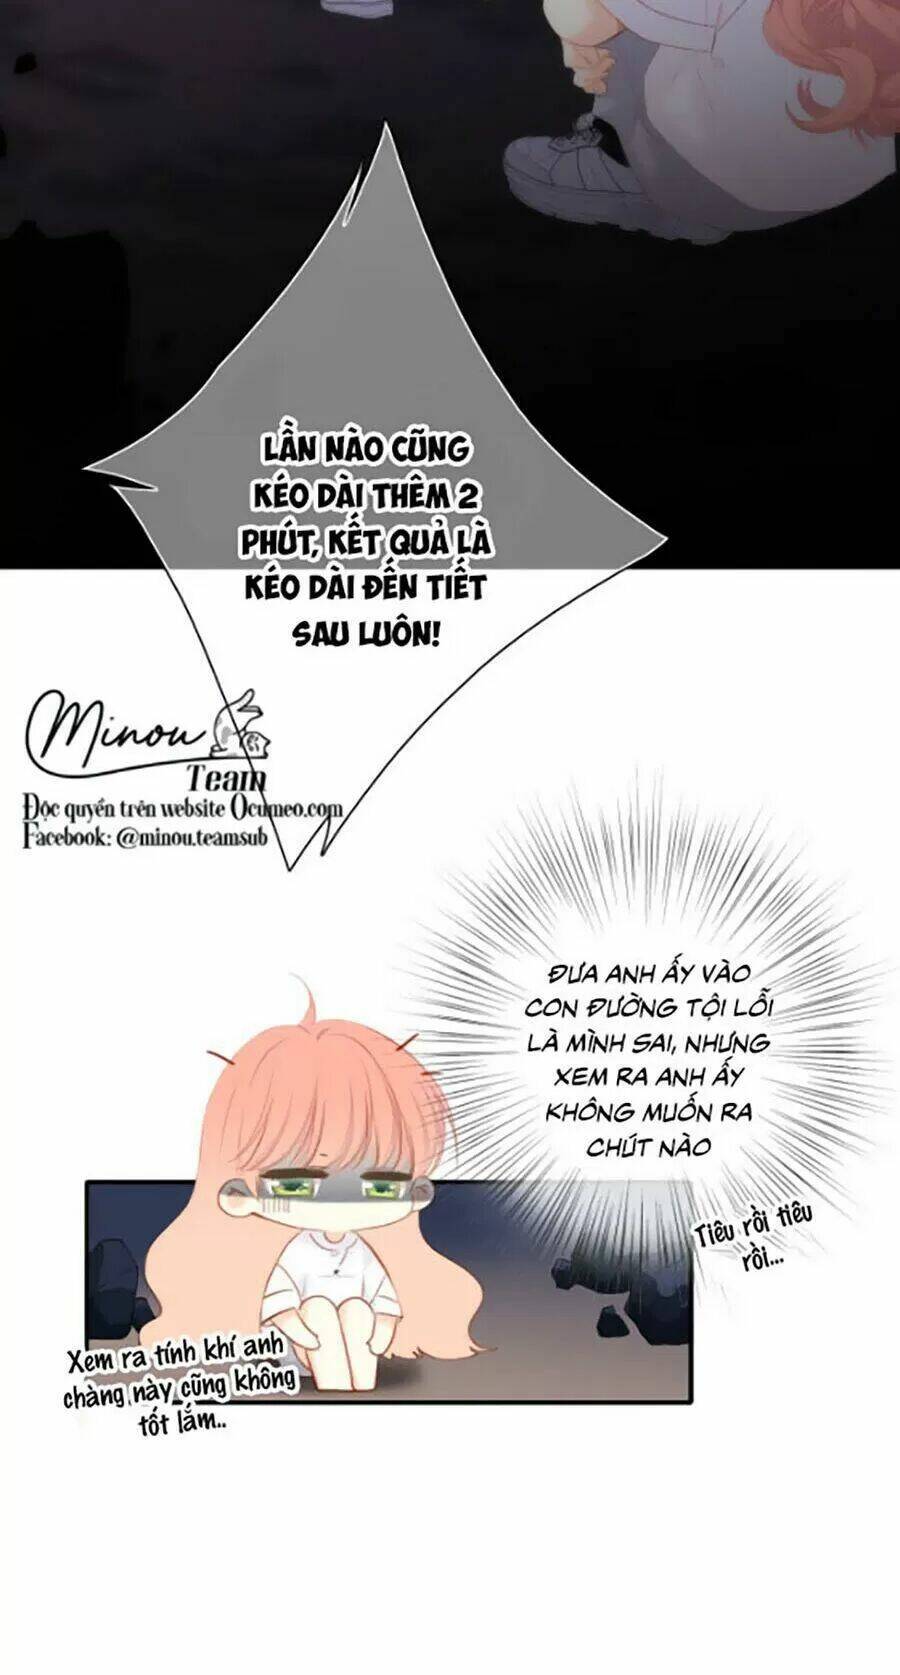 LẦN NÀO CŨNG
KÉO DÀI THÊM 2
PHÚT, KẾT QUẢ LÀ
KÉO DÀI ĐẾN TIẾT
SAU LUÔN!
Minou
Team
Độc quyền trên website Ocumeo.com
Facebook: @minou.teamsub
ĐƯA ANH ẤY VÀO
CON ĐƯỜNG TỘI LỖI
LÀ MÌNH SAI, NHƯNG
XEM RA ANH ẤY
KHÔNG MUỐN RA
CHÚT NÀO
Tiêu rồi tiêu
rồi...
Xem ra tính khí anh
chàng này cũng không
tốt lắm..